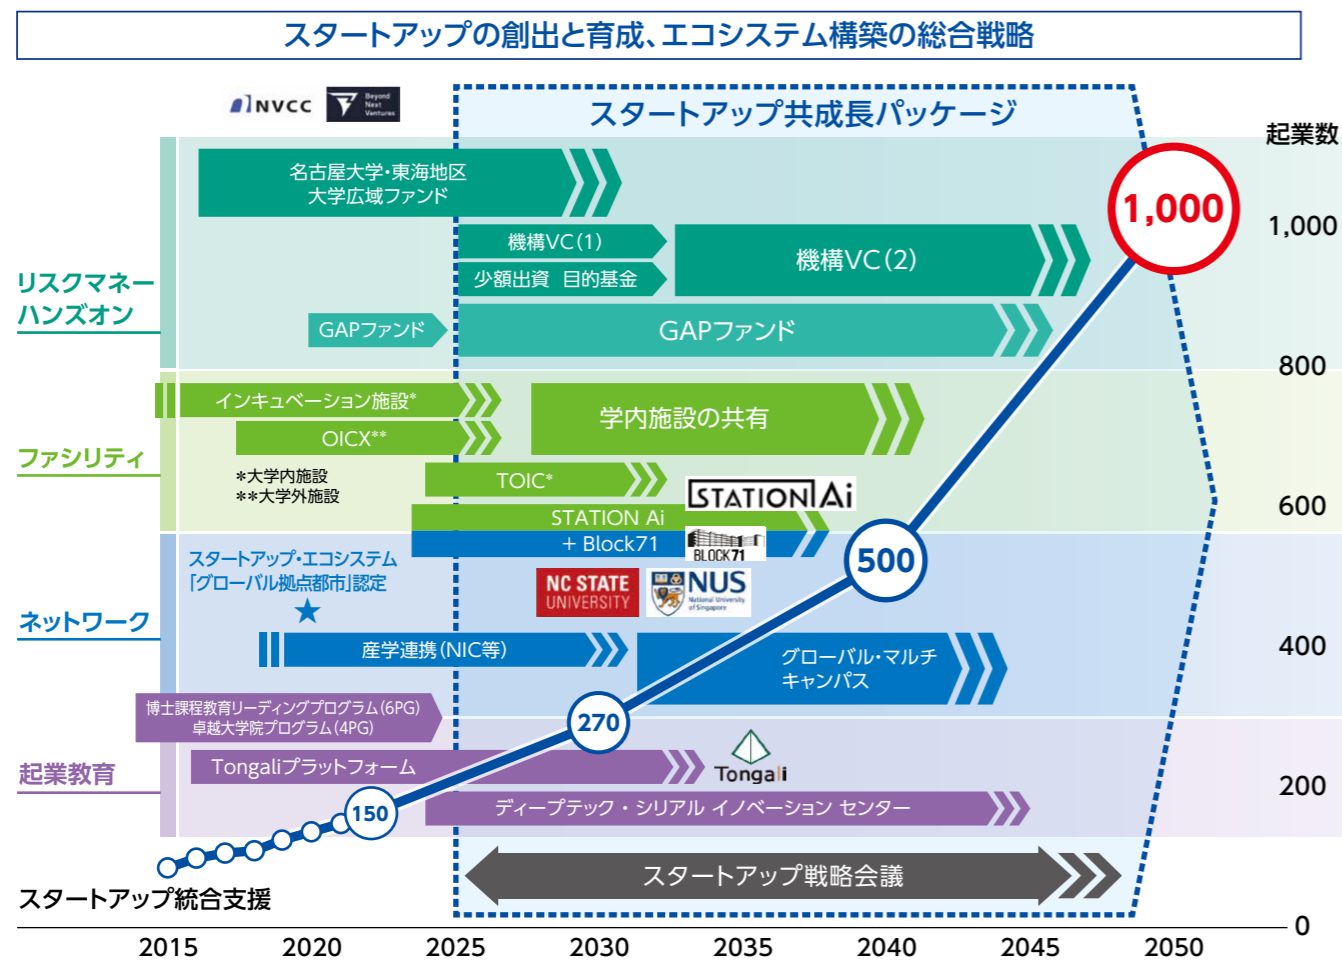 スタートアップの創出と育成、エコシステム構築の総合戦略
NVCC
Beyond
Next
Ventures
スタートアップ共成長パッケージ
起業数
名古屋大学・東海地区
大学広域ファンド
1,000
1,000
機構VC(1)
機構VC(2)
少額出資 目的基金
リスクマネー
ハンズオン
GAPファンド
GAPファンド
800
インキュベーション施設*
学内施設の共有
OICX**
ファシリティ
*大学内施設
**大学外施設
TOIC*
STATION Ai
600
STATION Ai
+ Block71
BLOCK71
スタートアップ・エコシステム
「グローバル拠点都市」認定
500
NC STATE
UNIVERSITY
NUS
National University
of Singapore
ネットワーク
400
産学連携(NIC等)
グローバル・マルチ
キャンパス
博士課程教育リーディングプログラム(6PG)
卓越大学院プログラム(4PG)
270
起業教育
Tongaliプラットフォーム
Tongali
200
ディープテック・シリアル イノベーション センター
150
スタートアップ戦略会議
スタートアップ統合支援
0
2015
2020
2025
2030
2035
2040
2045
2050